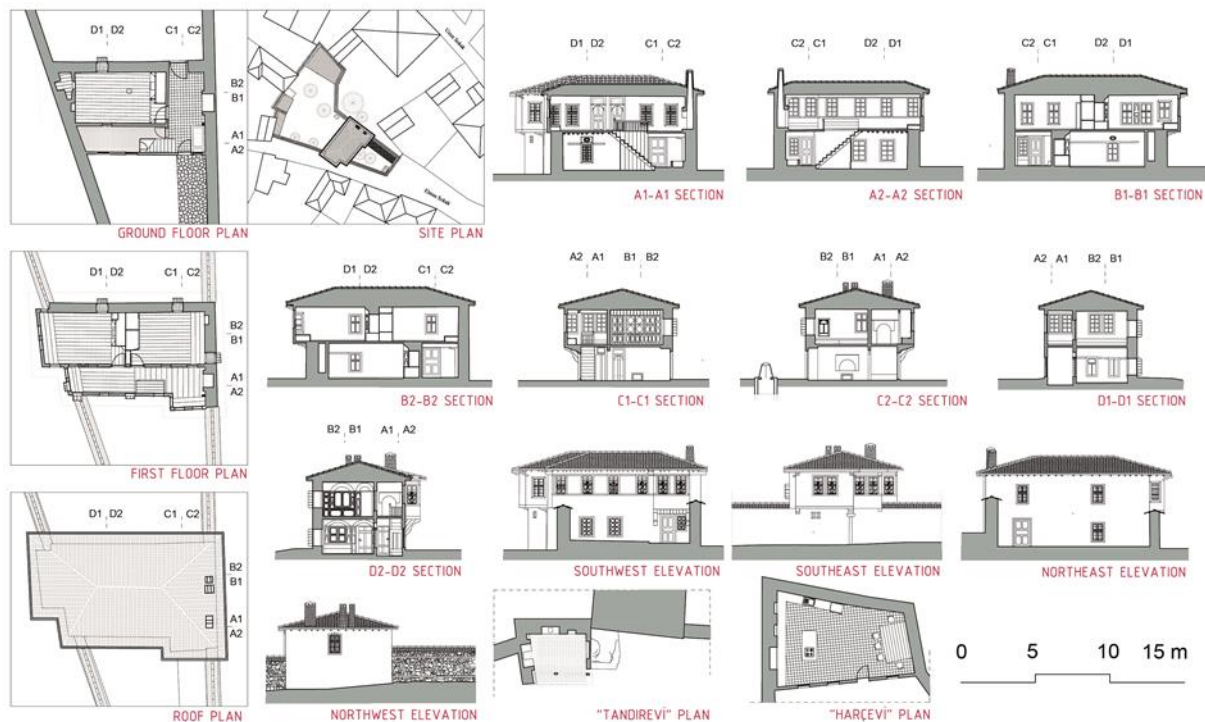 D1 D2 C1 C2
B2
B1
A1
A2
GROUND FLOOR PLAN
SITE PLAN
D1 D2 C1 C2
A1-A1 SECTION
C2 C1 D2 D1
A2-A2 SECTION
C2 C1 D2 D1
B1-B1 SECTION
D1 D2 C1 C2
B2
B1
A1
A2
FIRST FLOOR PLAN
D1 D2 C1 C2
B2-B2 SECTION
A2 A1 B1 B2
C1-C1 SECTION
B2 B1 A1 A2
C2-C2 SECTION
A2 A1 B2 B1
D1-D1 SECTION
D1 D2 C1 C2
B2
B1
A1
A2
ROOF PLAN
B2 B1 A1 A2
D2-D2 SECTION
SOUTHWEST ELEVATION
SOUTHEAST ELEVATION
NORTHEAST ELEVATION
NORTHWEST ELEVATION
"TANDIREVİ" PLAN
"HARÇEVİ" PLAN
0 5 10 15 m